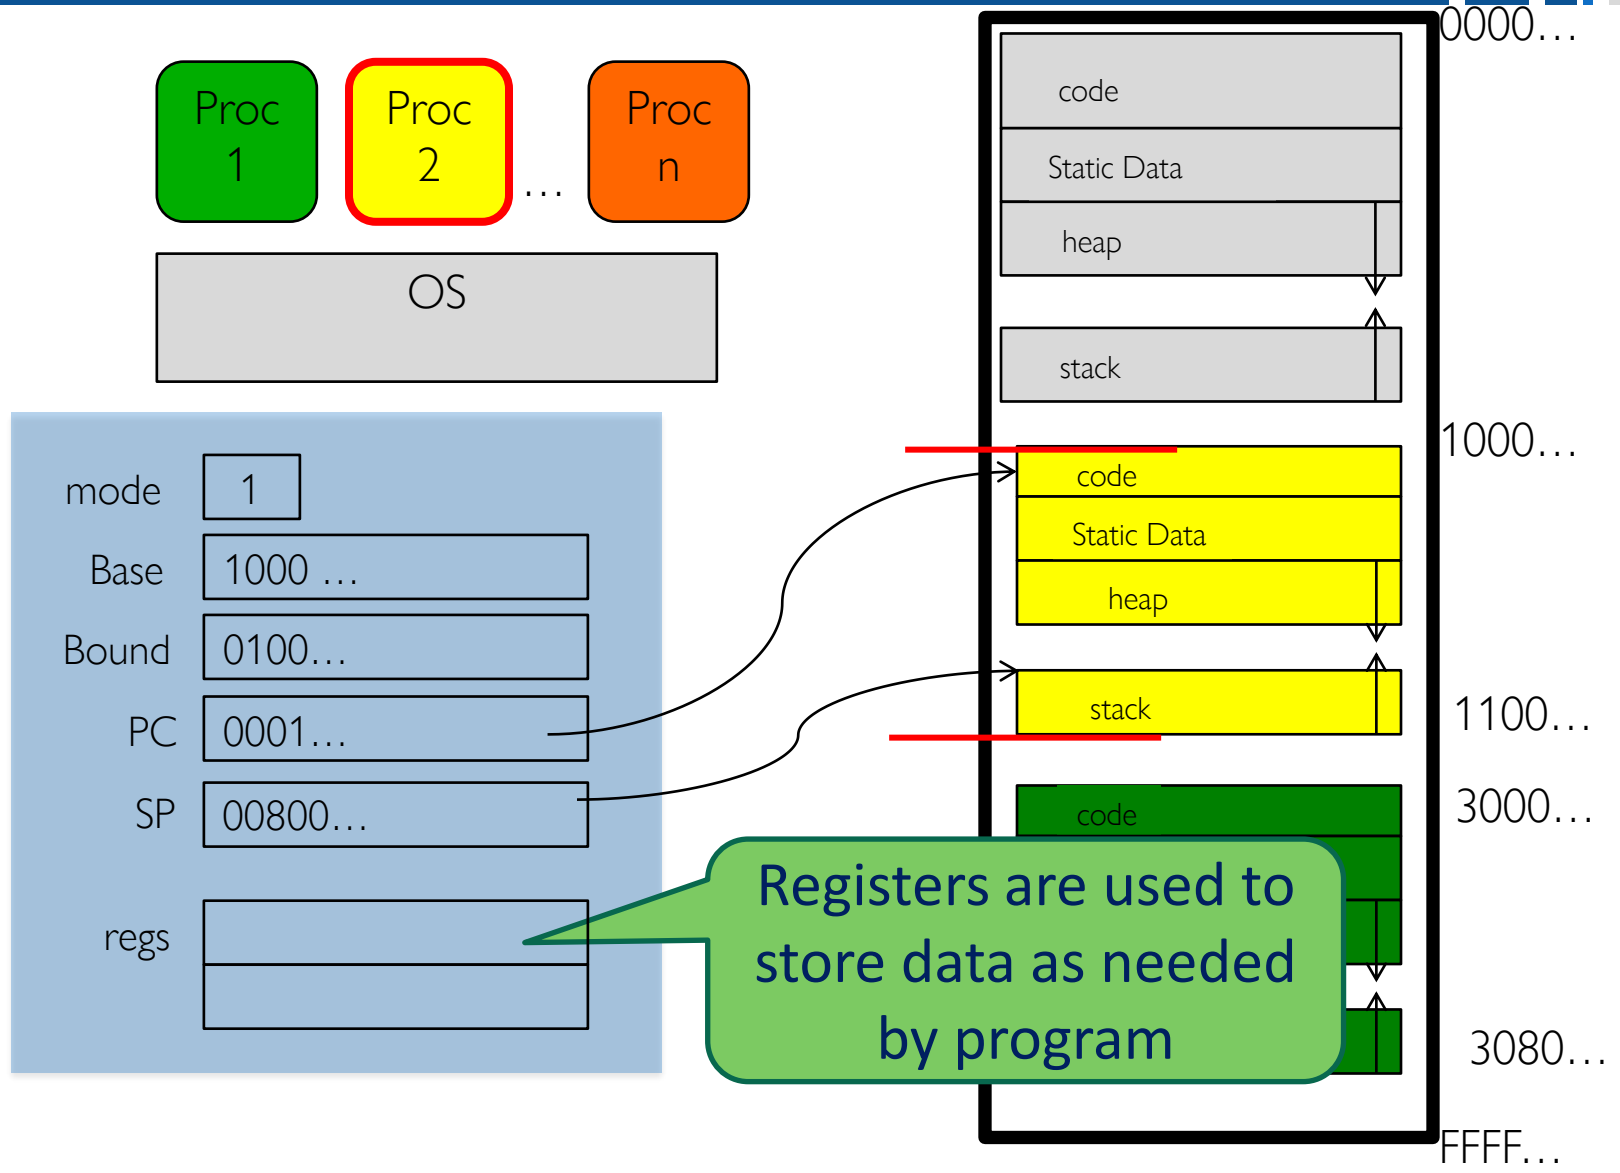 Proc
1
Proc
2
…
Proc
n
OS
mode
1
Base
1000 …
Bound
0100…
PC
0001…
SP
00800…
regs
Registers are used to
store data as needed
by program
0000…
code
Static Data
heap
stack
1000…
code
Static Data
heap
stack
1100…
3000…
code
3080…
FFFF…